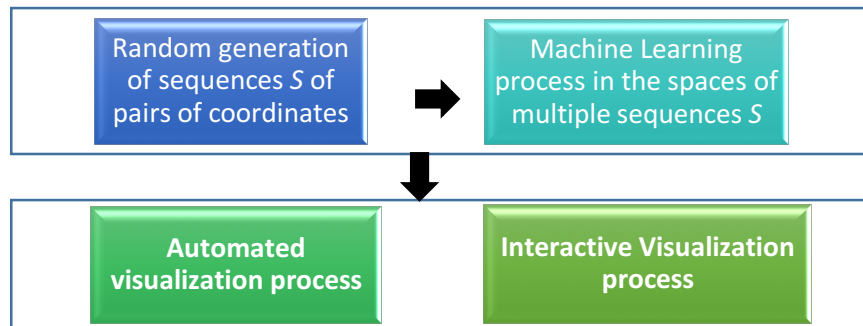 Random generation
of sequences S of
pairs of coordinates
Machine Learning
process in the spaces of
multiple sequences S
Automated
visualization process
Interactive Visualization
process